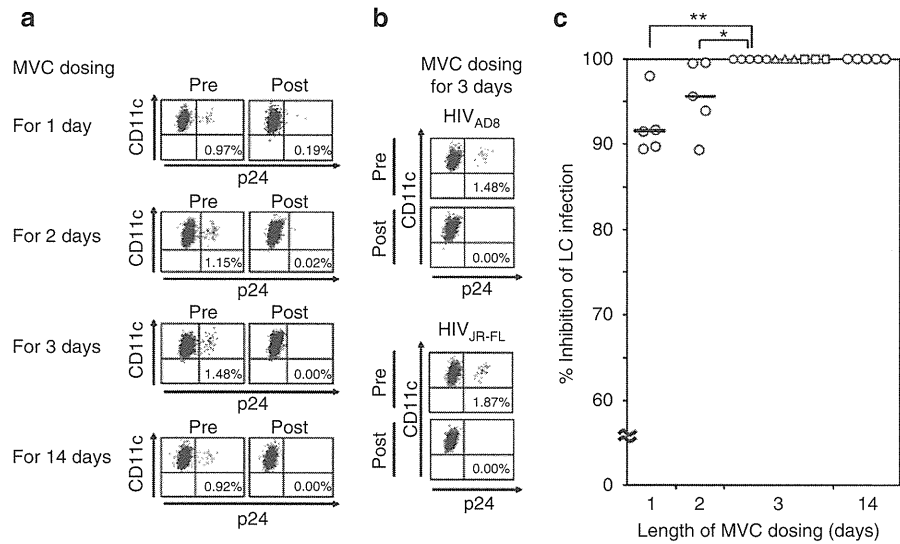 a
MVC dosing
Pre Post
For 1 day
CD11c
0.97% 0.19%
p24
Pre Post
For 2 days
CD11c CD11c
1.15% 0.02%
p24
Pre Post
For 3 days
CD11c CD11c
1.48% 0.00%
p24
Pre Post
For 14 days
CD11c CD11c
0.92% 0.00%
p24
b
MVC dosing
for 3 days
HIVAD8
Pre
CD11c
1.48%
Post
0.00%
p24
HIVJR-FL
Pre
CD11c
1.87%
Post
0.00%
p24
c
**
*
% Inhibition of LC infection
100
90
80
70
60
0
1 2 3 14
Length of MVC dosing (days)